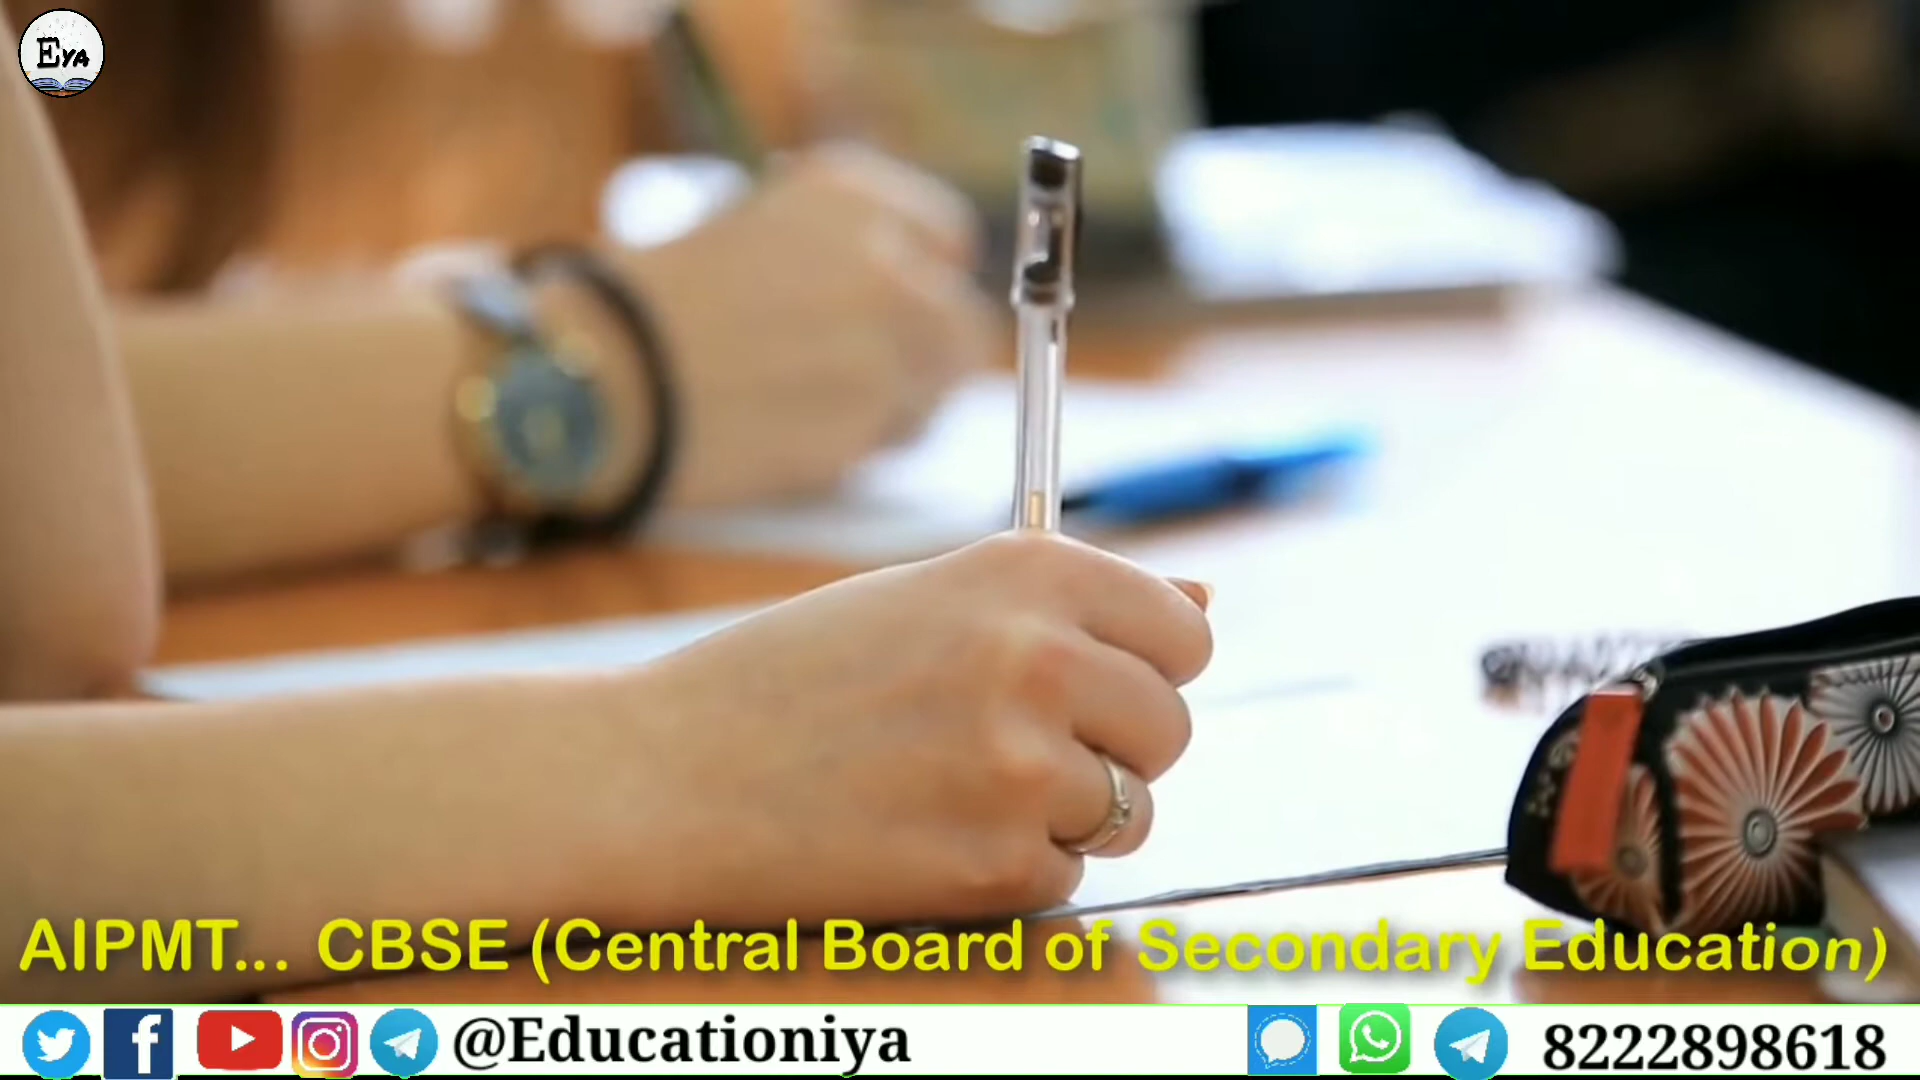 EYA
AIPMT... CBSE (Central Board of Secondary Education)
@Educationiya
8222898618